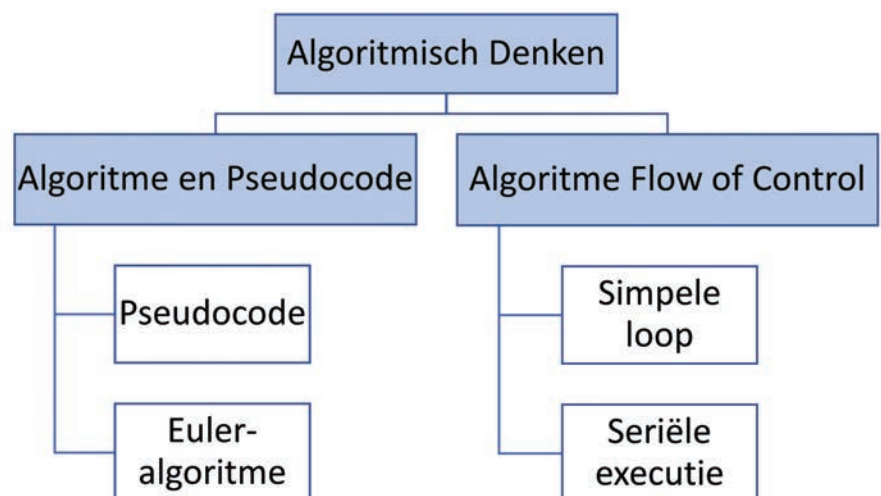 Algoritmisch Denken
Algoritme en Pseudocode
Algoritme Flow of Control
Pseudocode
Euler-
algoritme
Simpele
loop
Seriële
executie